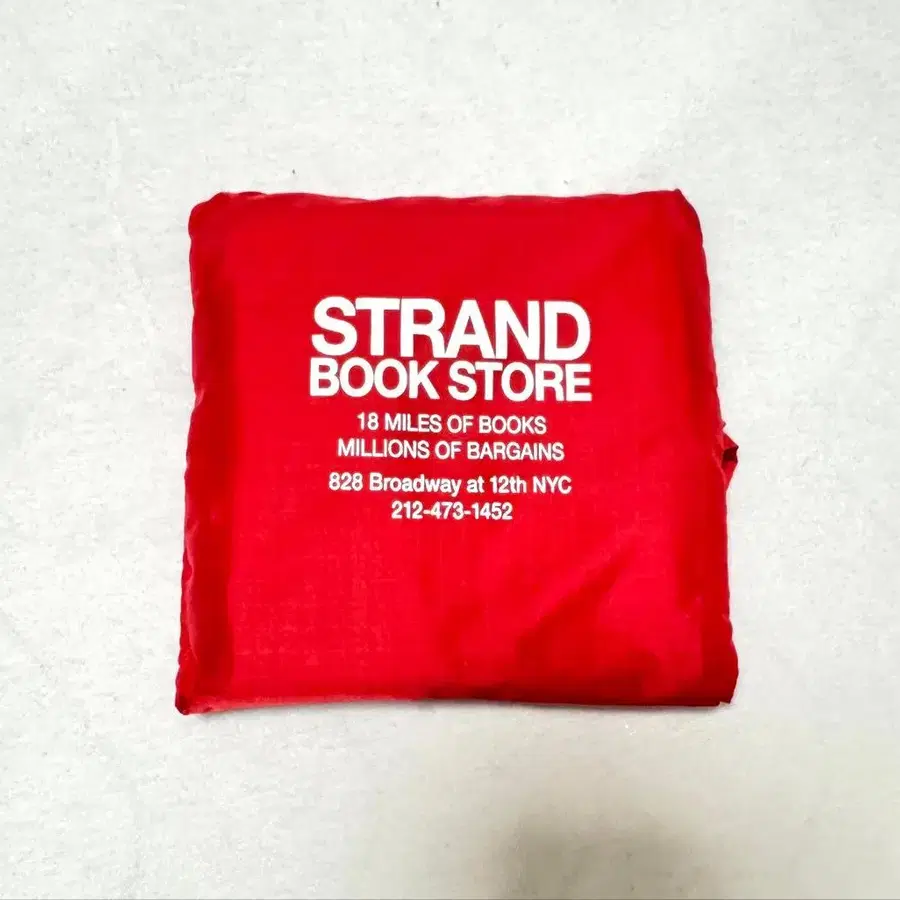 STRAND
BOOK STORE
18 MILES OF BOOKS
MILLIONS OF BARGAINS
828 Broadway at 12th NYC
212-473-1452